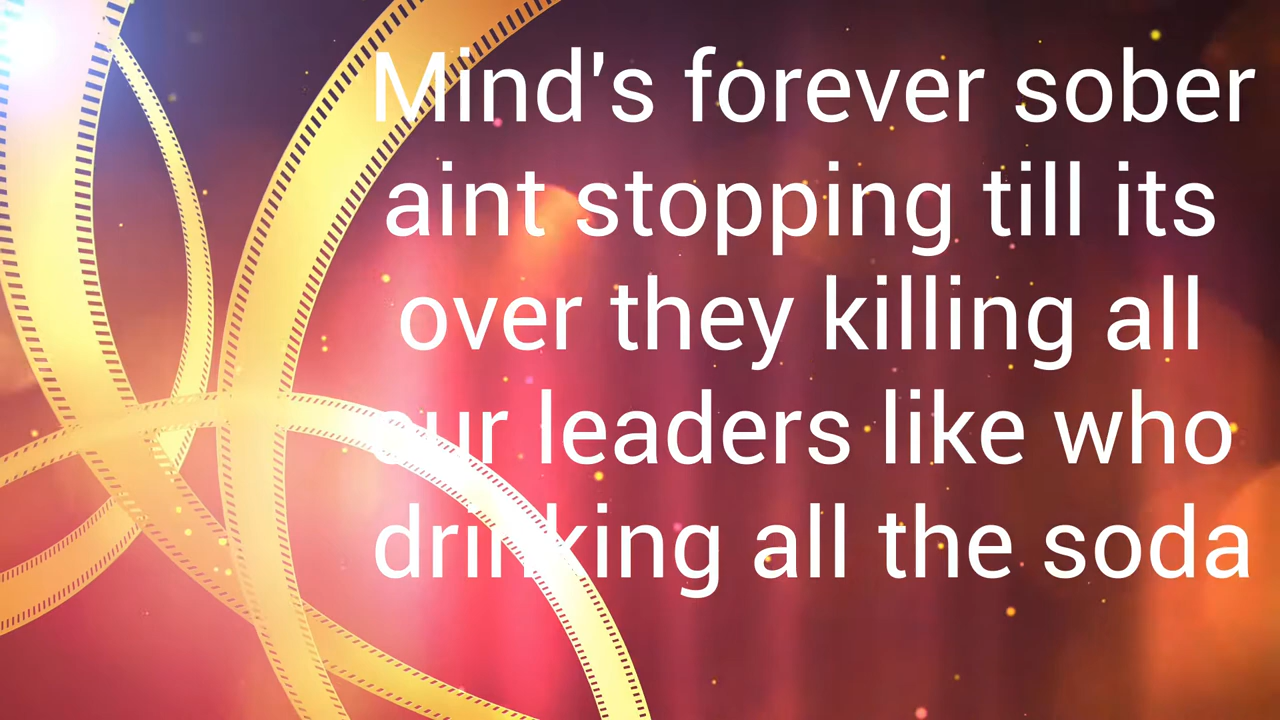 Mind's forever sober
aint stopping till its
over they killing all
our leaders like who
drinking all the soda